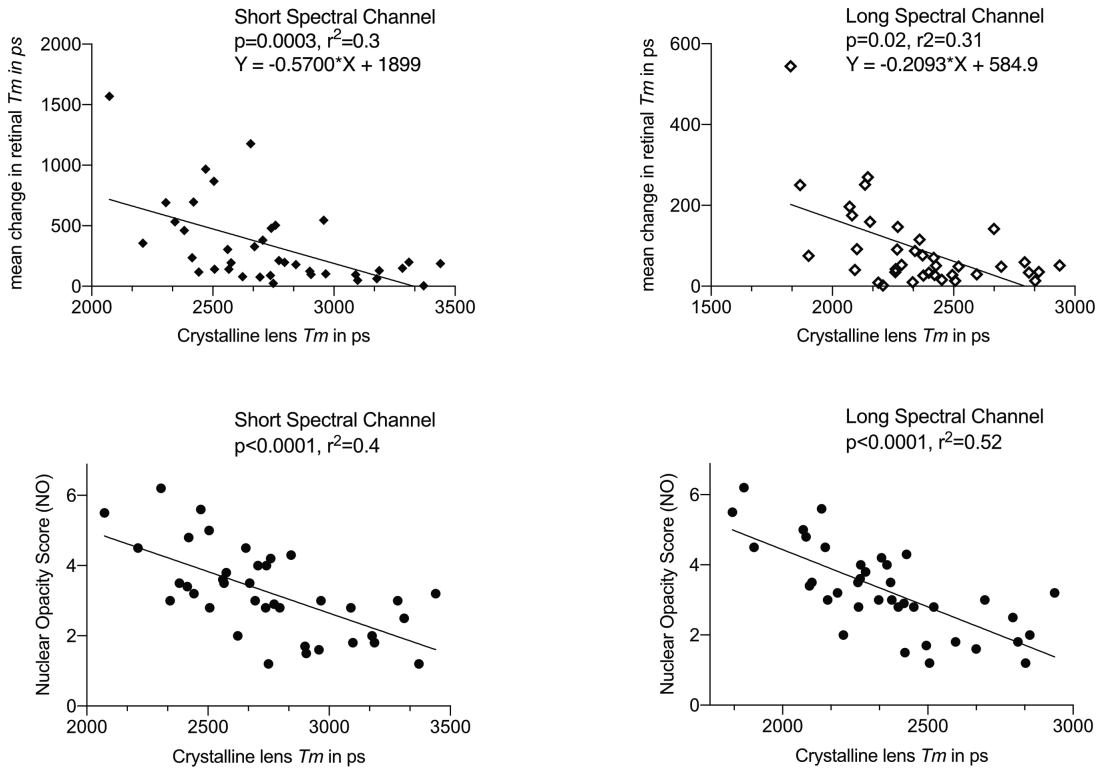 Short Spectral Channel
p=0.0003, r²=0.3
Y = -0.5700*X + 1899
mean change in retinal Tm in ps
2000
1500
1000
500
0
2000 2500 3000 3500
Crystalline lens Tm in ps
Long Spectral Channel
p=0.02, r2=0.31
Y = -0.2093*X + 584.9
mean change in retinal Tm in ps
600
400
200
0
1500 2000 2500 3000
Crystalline lens Tm in ps
Short Spectral Channel
p<0.0001, r²=0.4
Nuclear Opacity Score (NO)
6
4
2
0
2000 2500 3000 3500
Crystalline lens Tm in ps
Long Spectral Channel
p<0.0001, r²=0.52
Nuclear Opacity Score (NO)
6
4
2
0
2000 2500 3000
Crystalline lens Tm in ps